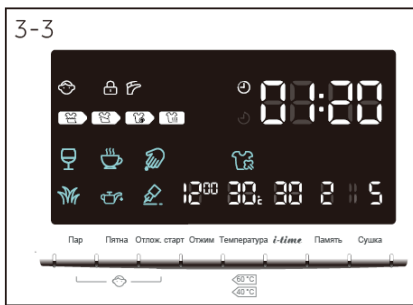 3-3
01:20
12⁰⁰ 30°c 30 2 5
Пар Пятна Отлож. старт Отжим Температура i-time Память Сушка
60 °C
40 °C